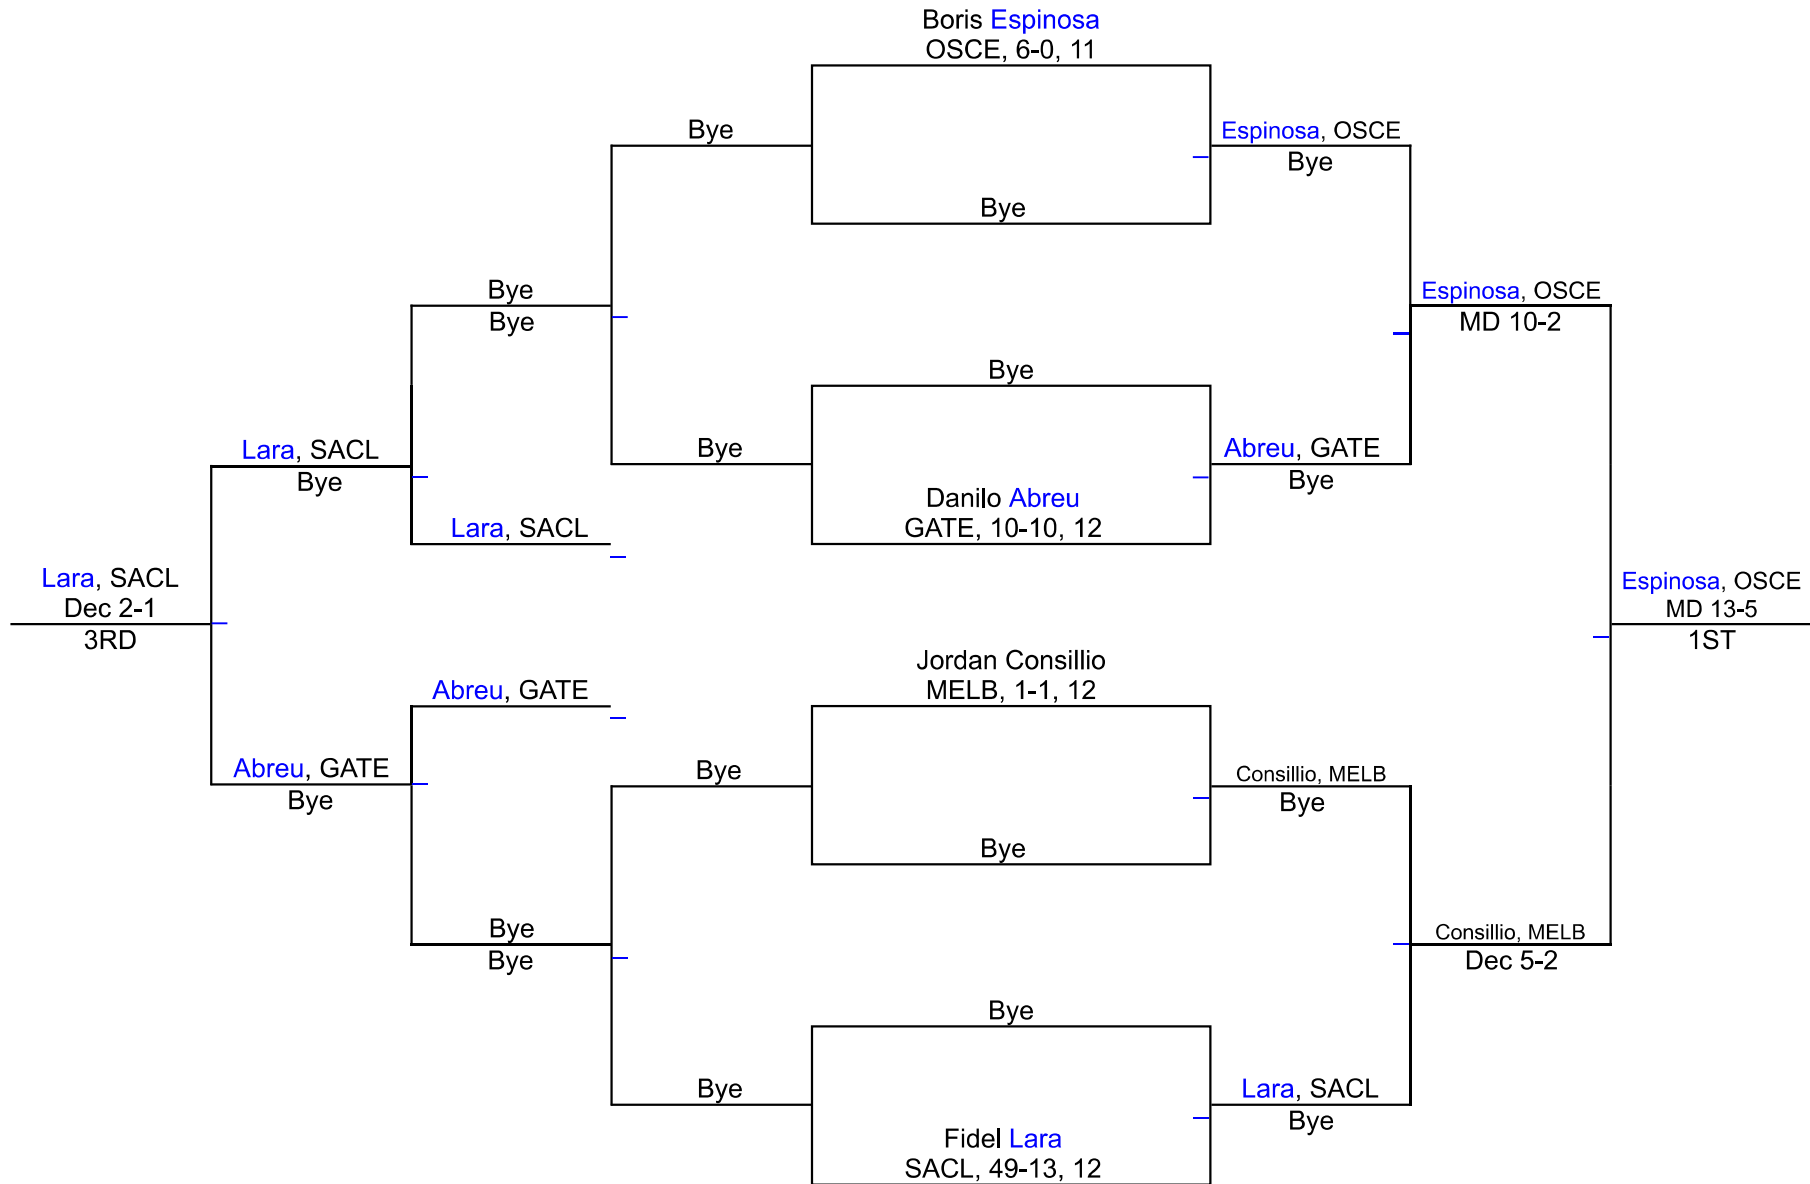 Boris Espinosa
OSCE, 6-0, 11
Bye
Espinosa, OSCE
Bye
Bye
Bye
Bye
Espinosa, OSCE
MD 10-2
Bye
Lara, SACL
Bye
Bye
Abreu, GATE
Bye
Danilo Abreu
GATE, 10-10, 12
Lara, SACL
Lara, SACL
Dec 2-1
3RD
Espinosa, OSCE
MD 13-5
1ST
Jordan Consillio
MELB, 1-1, 12
Abreu, GATE
Abreu, GATE
Bye
Bye
Consillio, MELB
Bye
Bye
Bye
Bye
Consillio, MELB
Dec 5-2
Bye
Bye
Lara, SACL
Bye
Fidel Lara
SACL, 49-13, 12